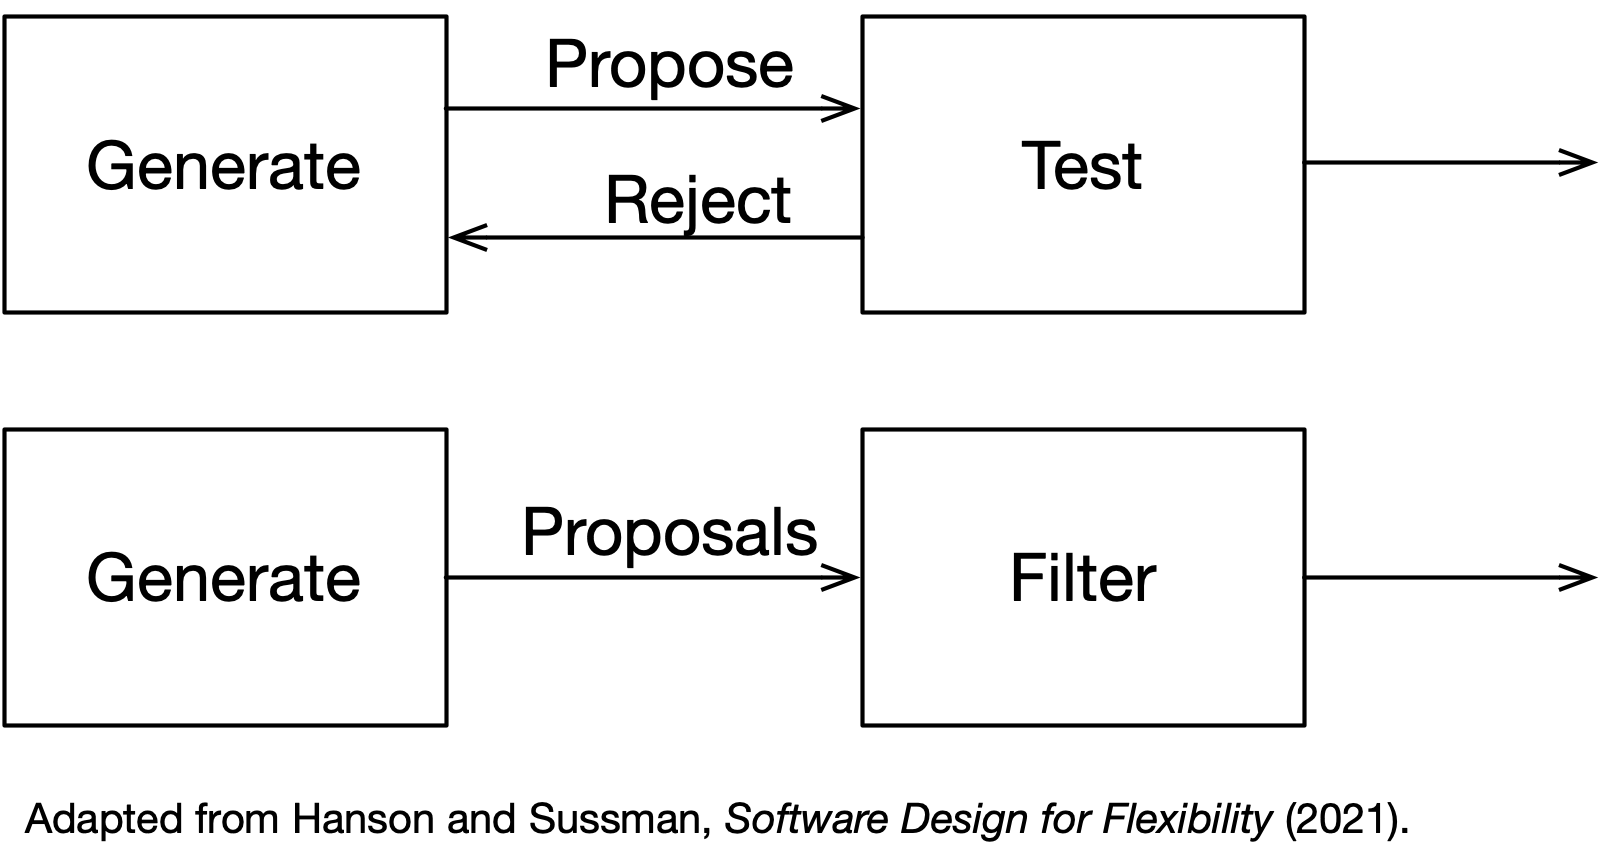 Propose
Generate
Test
Reject
Proposals
Generate
Filter
Adapted from Hanson and Sussman, Software Design for Flexibility (2021).